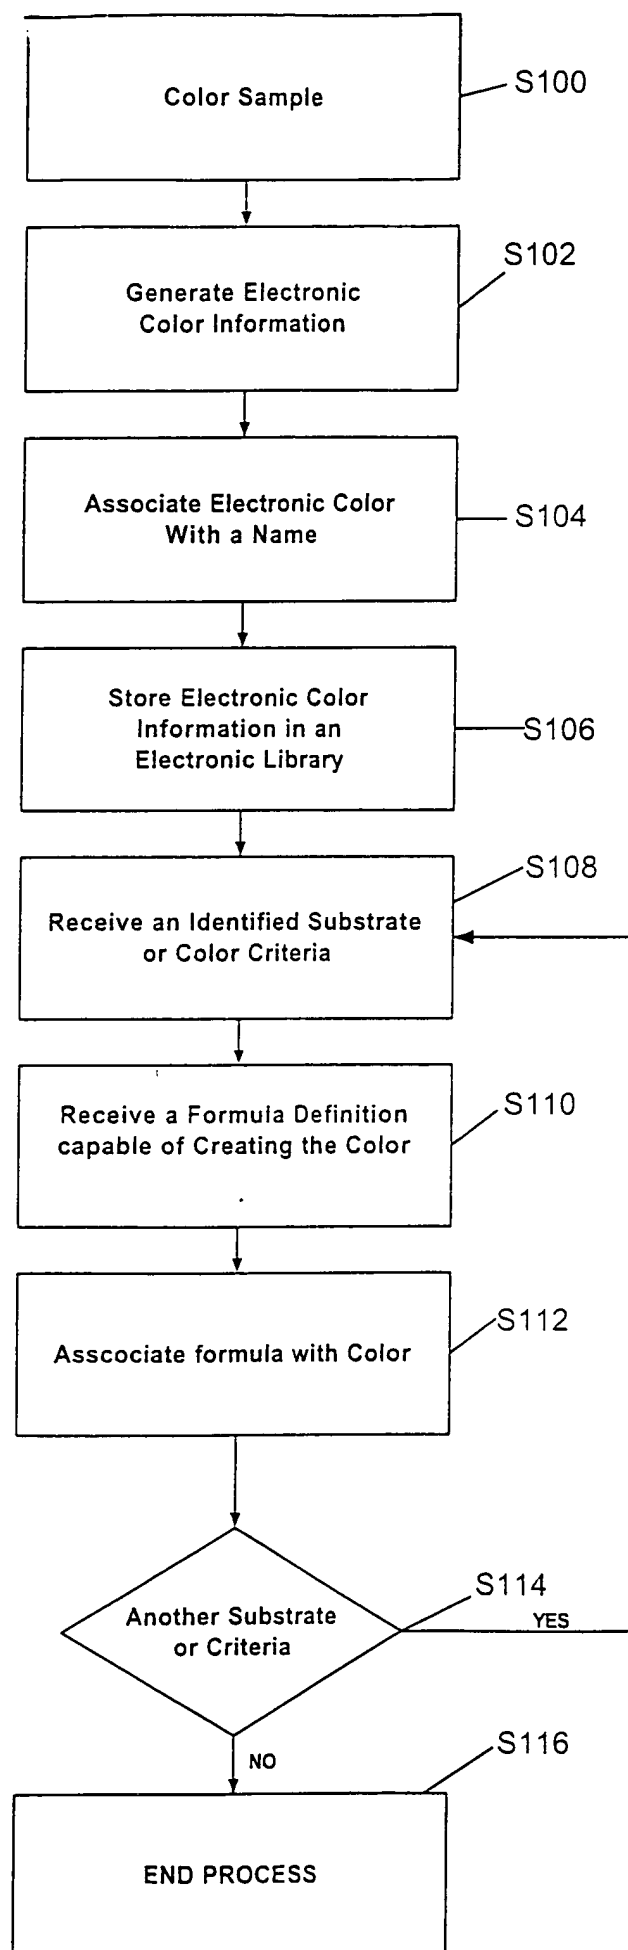 Color Sample
S100
Generate Electronic
Color Information
S102
Associate Electronic Color
With a Name
S104
Store Electronic Color
Information in an
Electronic Library
S106
Receive an Identified Substrate
or Color Criteria
S108
Receive a Formula Definition
capable of Creating the Color
S110
Asscociate formula with Color
S112
Another Substrate
or Criteria
S114
YES
NO
END PROCESS
S116